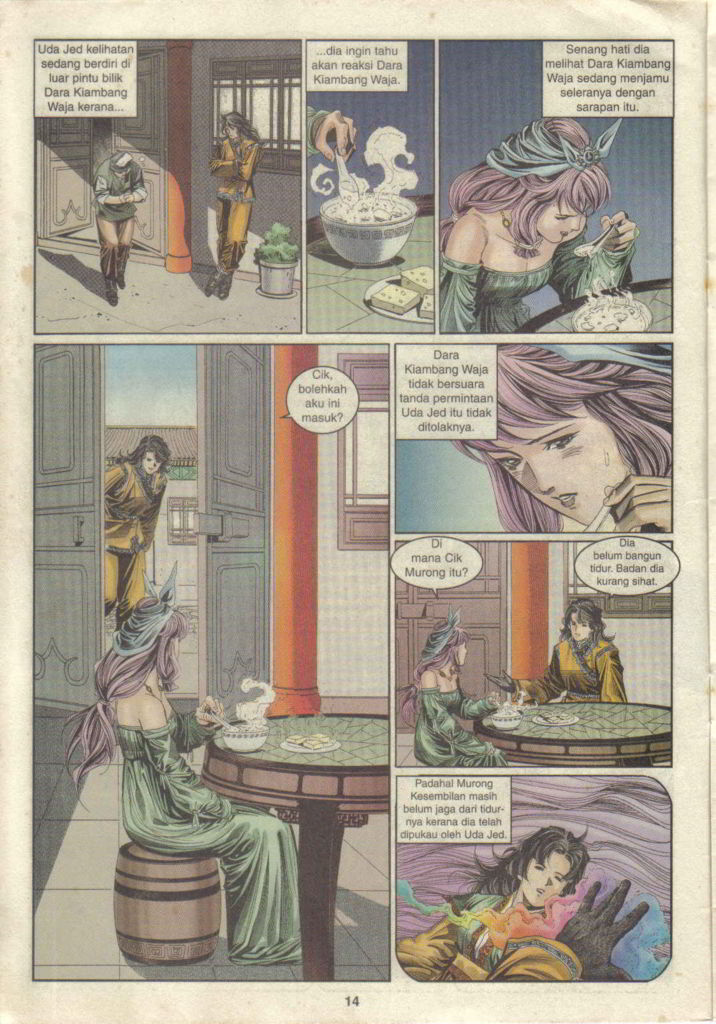 Uda Jed kelihatan
sedang berdiri di
luar pintu bilik
Dara Kiambang
Waja kerana...
...dia ingin tahu
akan reaksi Dara
Kiambang Waja.
Senang hati dia
melihat Dara Kiambang
Waja sedang menjamu
seleranya dengan
sarapan itu.
Cik,
bolehkah
aku ini
masuk?
Dara
Kiambang Waja
tidak bersuara
tanda permintaan
Uda Jed itu tidak
ditolaknya.
Di
mana Cik
Murong itu?
Dia
belum bangun
tidur. Badan dia
kurang sihat.
Padahal Murong
Kesembilan masih
belum jaga dari tidur-
nya kerana dia telah
dipukau oleh Uda Jed.
14